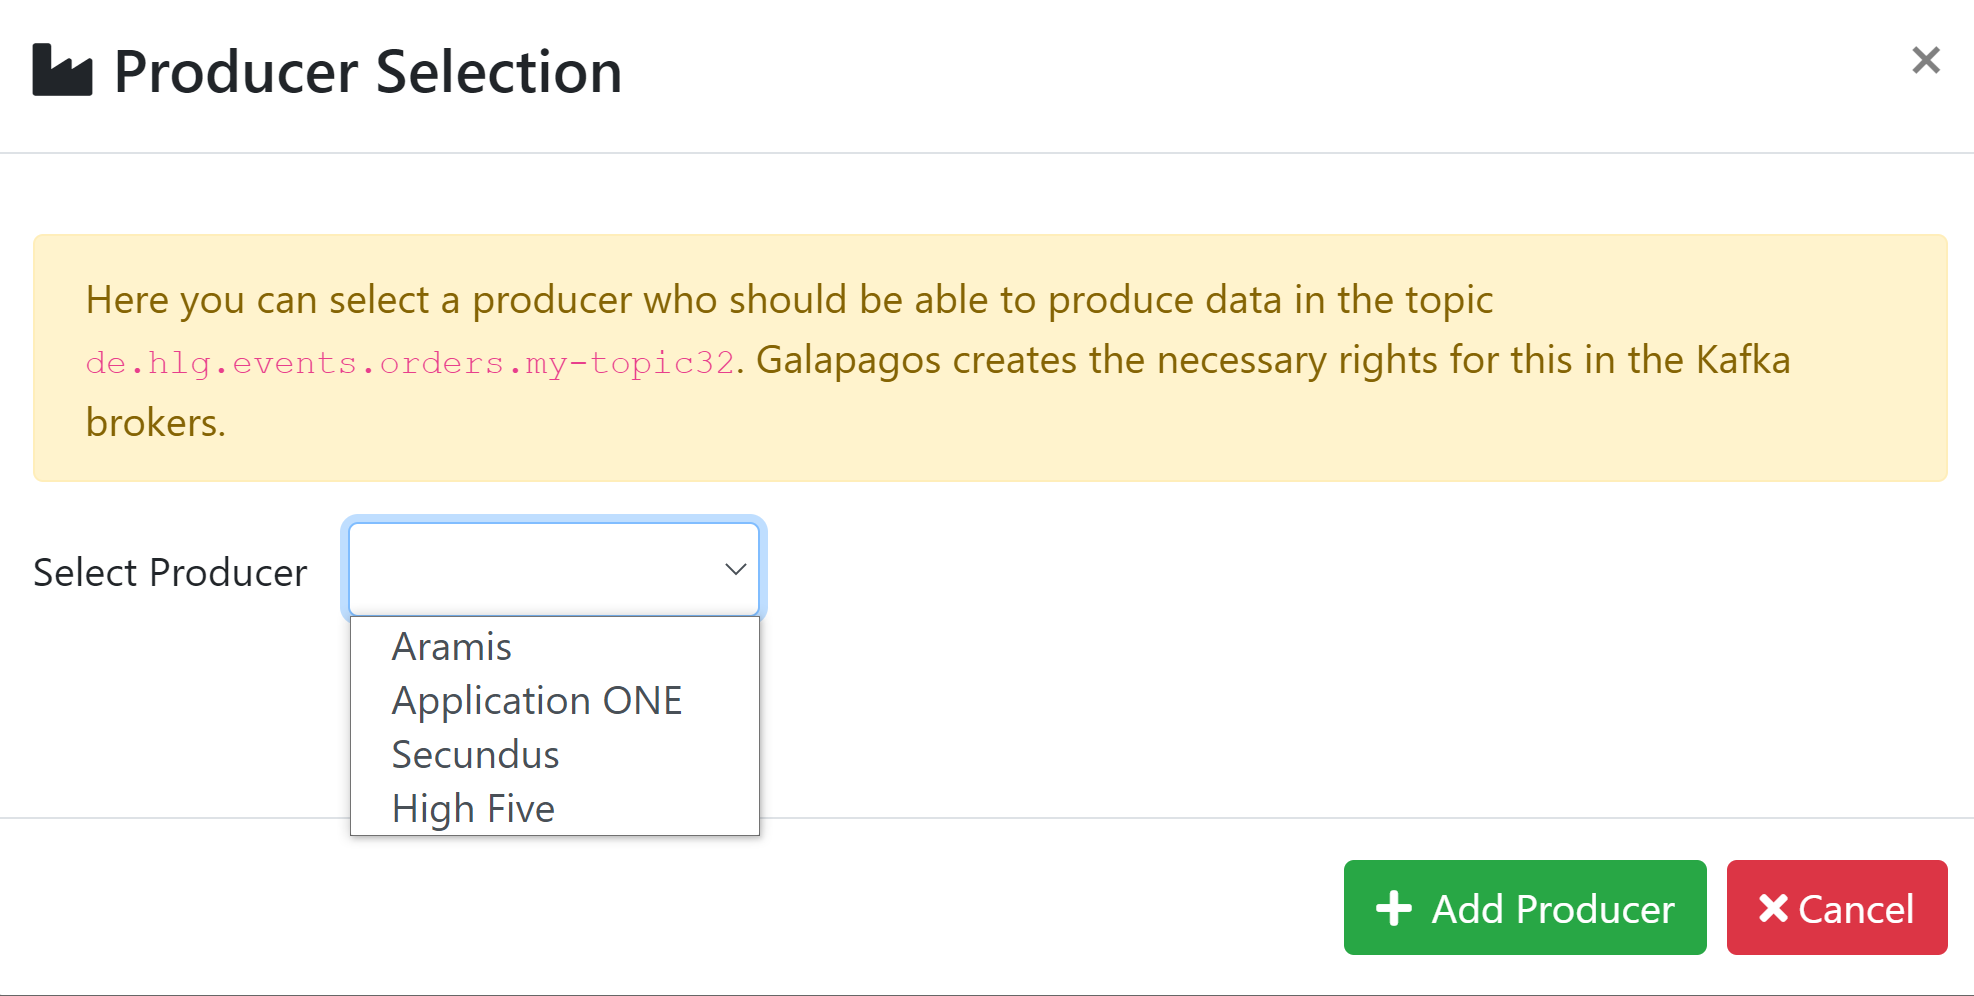 Producer Selection
Here you can select a producer who should be able to produce data in the topic
de.hlg.events.orders.my-topic32. Galapagos creates the necessary rights for this in the Kafka
brokers.
Select Producer
Aramis
Application ONE
Secundus
High Five
Add Producer
Cancel